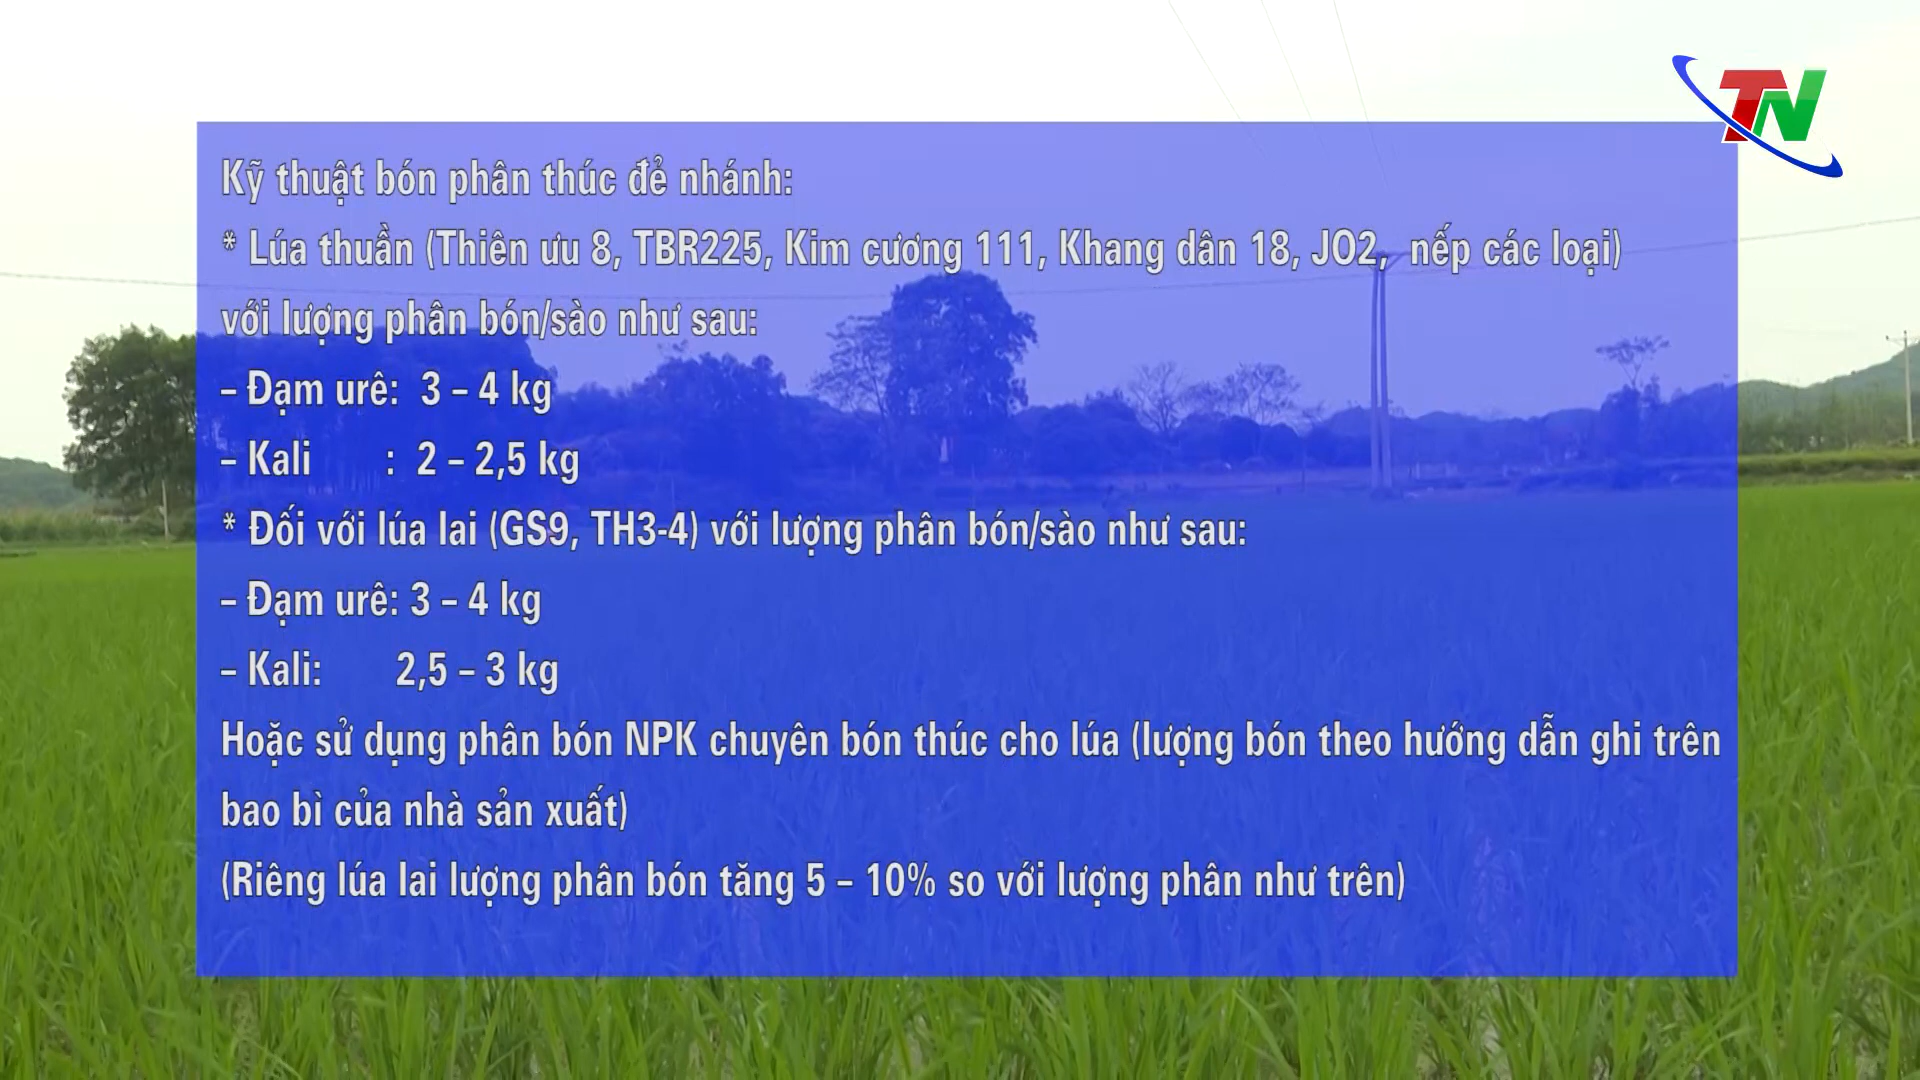 TN
Kỹ thuật bón phân thúc đẻ nhánh:
* Lúa thuần (Thiên ưu 8, TBR225, Kim cương 111, Khang dân 18, JO2, nếp các loại)
với lượng phân bón/sào như sau:
– Đạm urê: 3 – 4 kg
– Kali : 2 – 2,5 kg
* Đối với lúa lai (GS9, TH3-4) với lượng phân bón/sào như sau:
– Đạm urê: 3 – 4 kg
– Kali: 2,5 – 3 kg
Hoặc sử dụng phân bón NPK chuyên bón thúc cho lúa (lượng bón theo hướng dẫn ghi trên
bao bì của nhà sản xuất)
(Riêng lúa lai lượng phân bón tăng 5 – 10% so với lượng phân như trên)